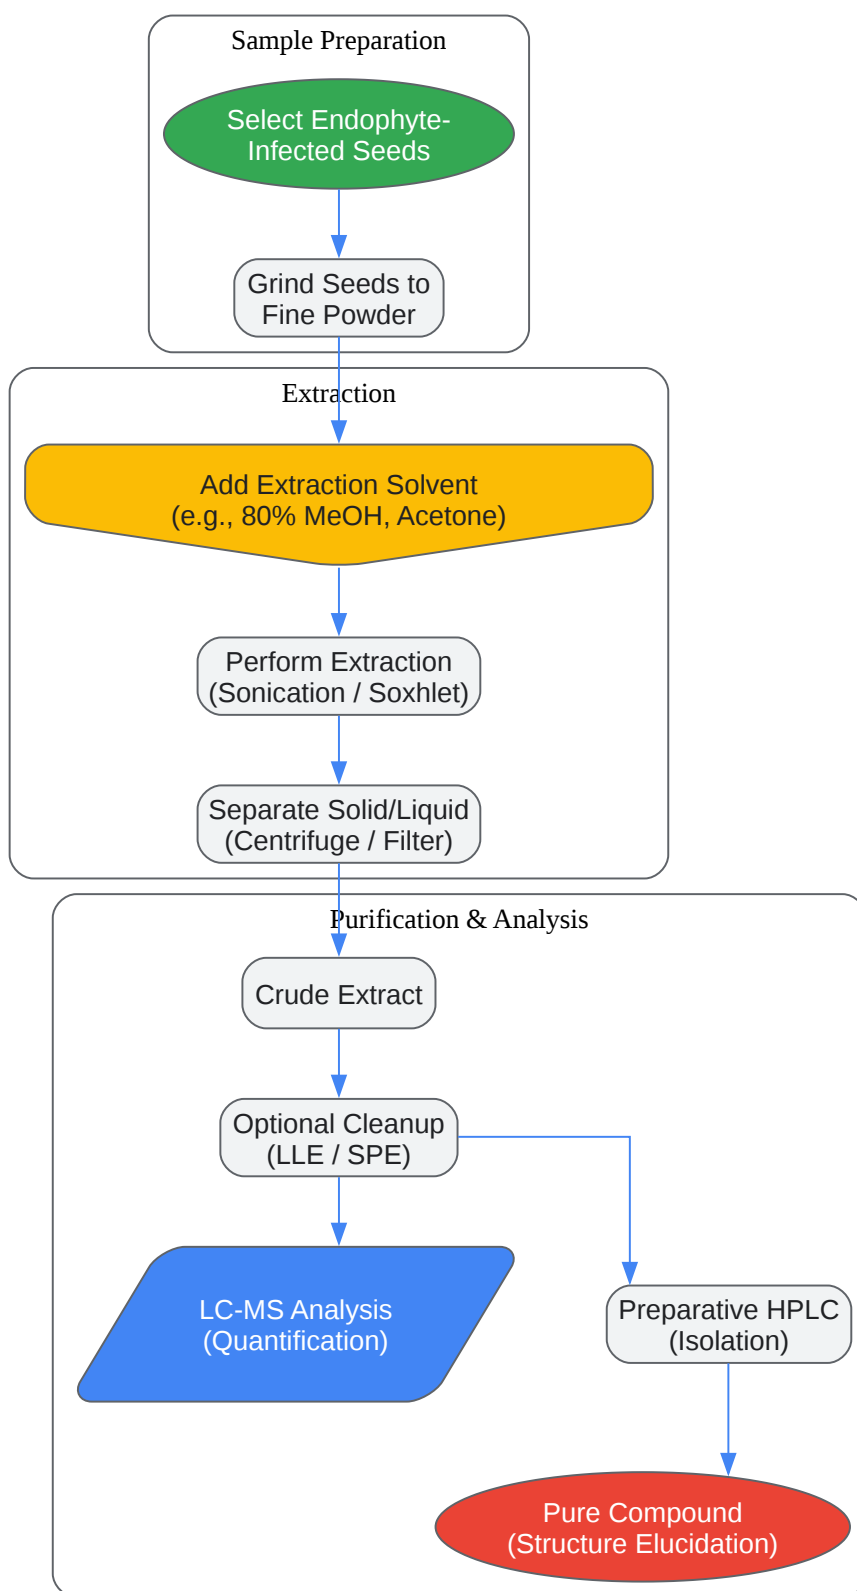 Sample Preparation
Select Endophyte-
Infected Seeds
Grind Seeds to
Fine Powder
Extraction
Add Extraction Solvent
(e.g., 80% MeOH, Acetone)
Perform Extraction
(Sonication / Soxhlet)
Separate Solid/Liquid
(Centrifuge / Filter)
Purification & Analysis
Crude Extract
Optional Cleanup
(LLE / SPE)
LC-MS Analysis
(Quantification)
Preparative HPLC
(Isolation)
Pure Compound
(Structure Elucidation)